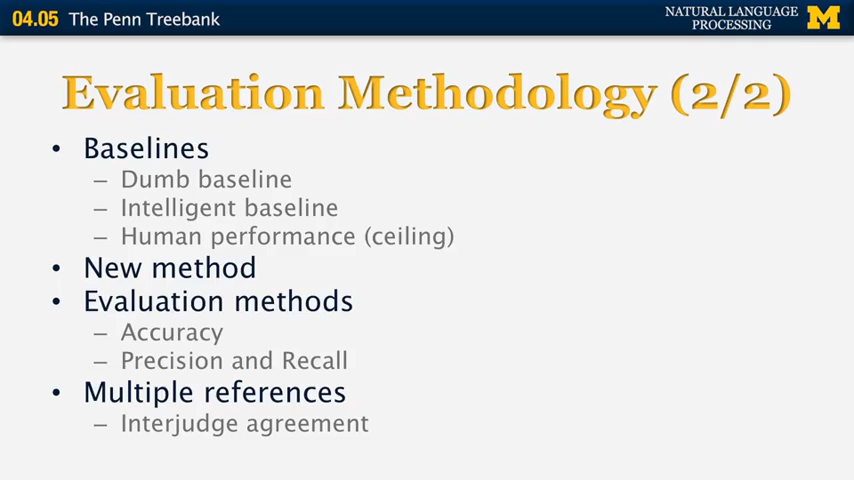 04.05 The Penn Treebank
NATURAL LANGUAGE
PROCESSING
M
Evaluation Methodology (2/2)
• Baselines
– Dumb baseline
– Intelligent baseline
– Human performance (ceiling)
• New method
• Evaluation methods
– Accuracy
– Precision and Recall
• Multiple references
– Interjudge agreement